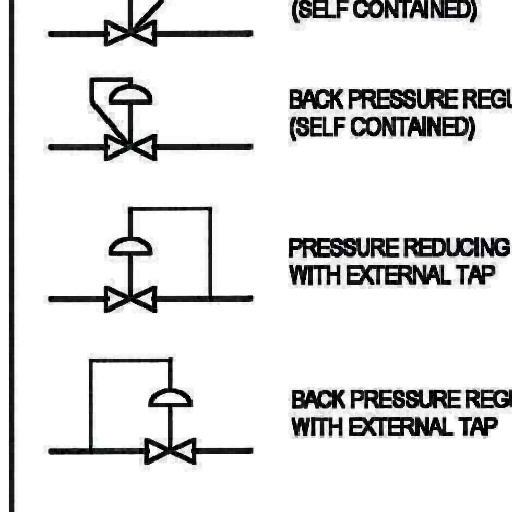 (SELF CONTAINED)
BACK PRESSURE REGU
(SELF CONTAINED)
PRESSURE REDUCING
WITH EXTERNAL TAP
BACK PRESSURE REGU
WITH EXTERNAL TAP